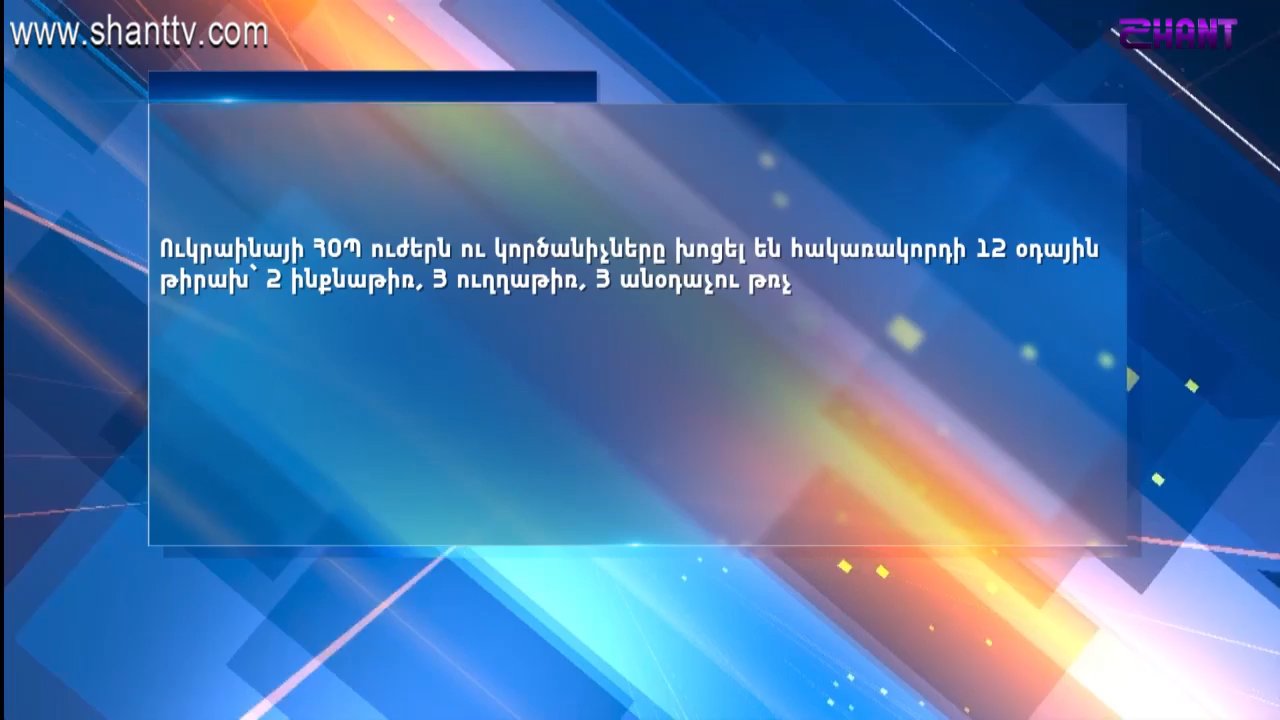 www.shanttv.com
SHANT
Ուկրաինայի ՀՕՊ ուժերն ու կործանիչները խոցել են հակառակորդի 12 օդային
թիրախ՝ 2 ինքնաթիռ, 3 ուղղաթիռ, 3 անօդաչու թռչ